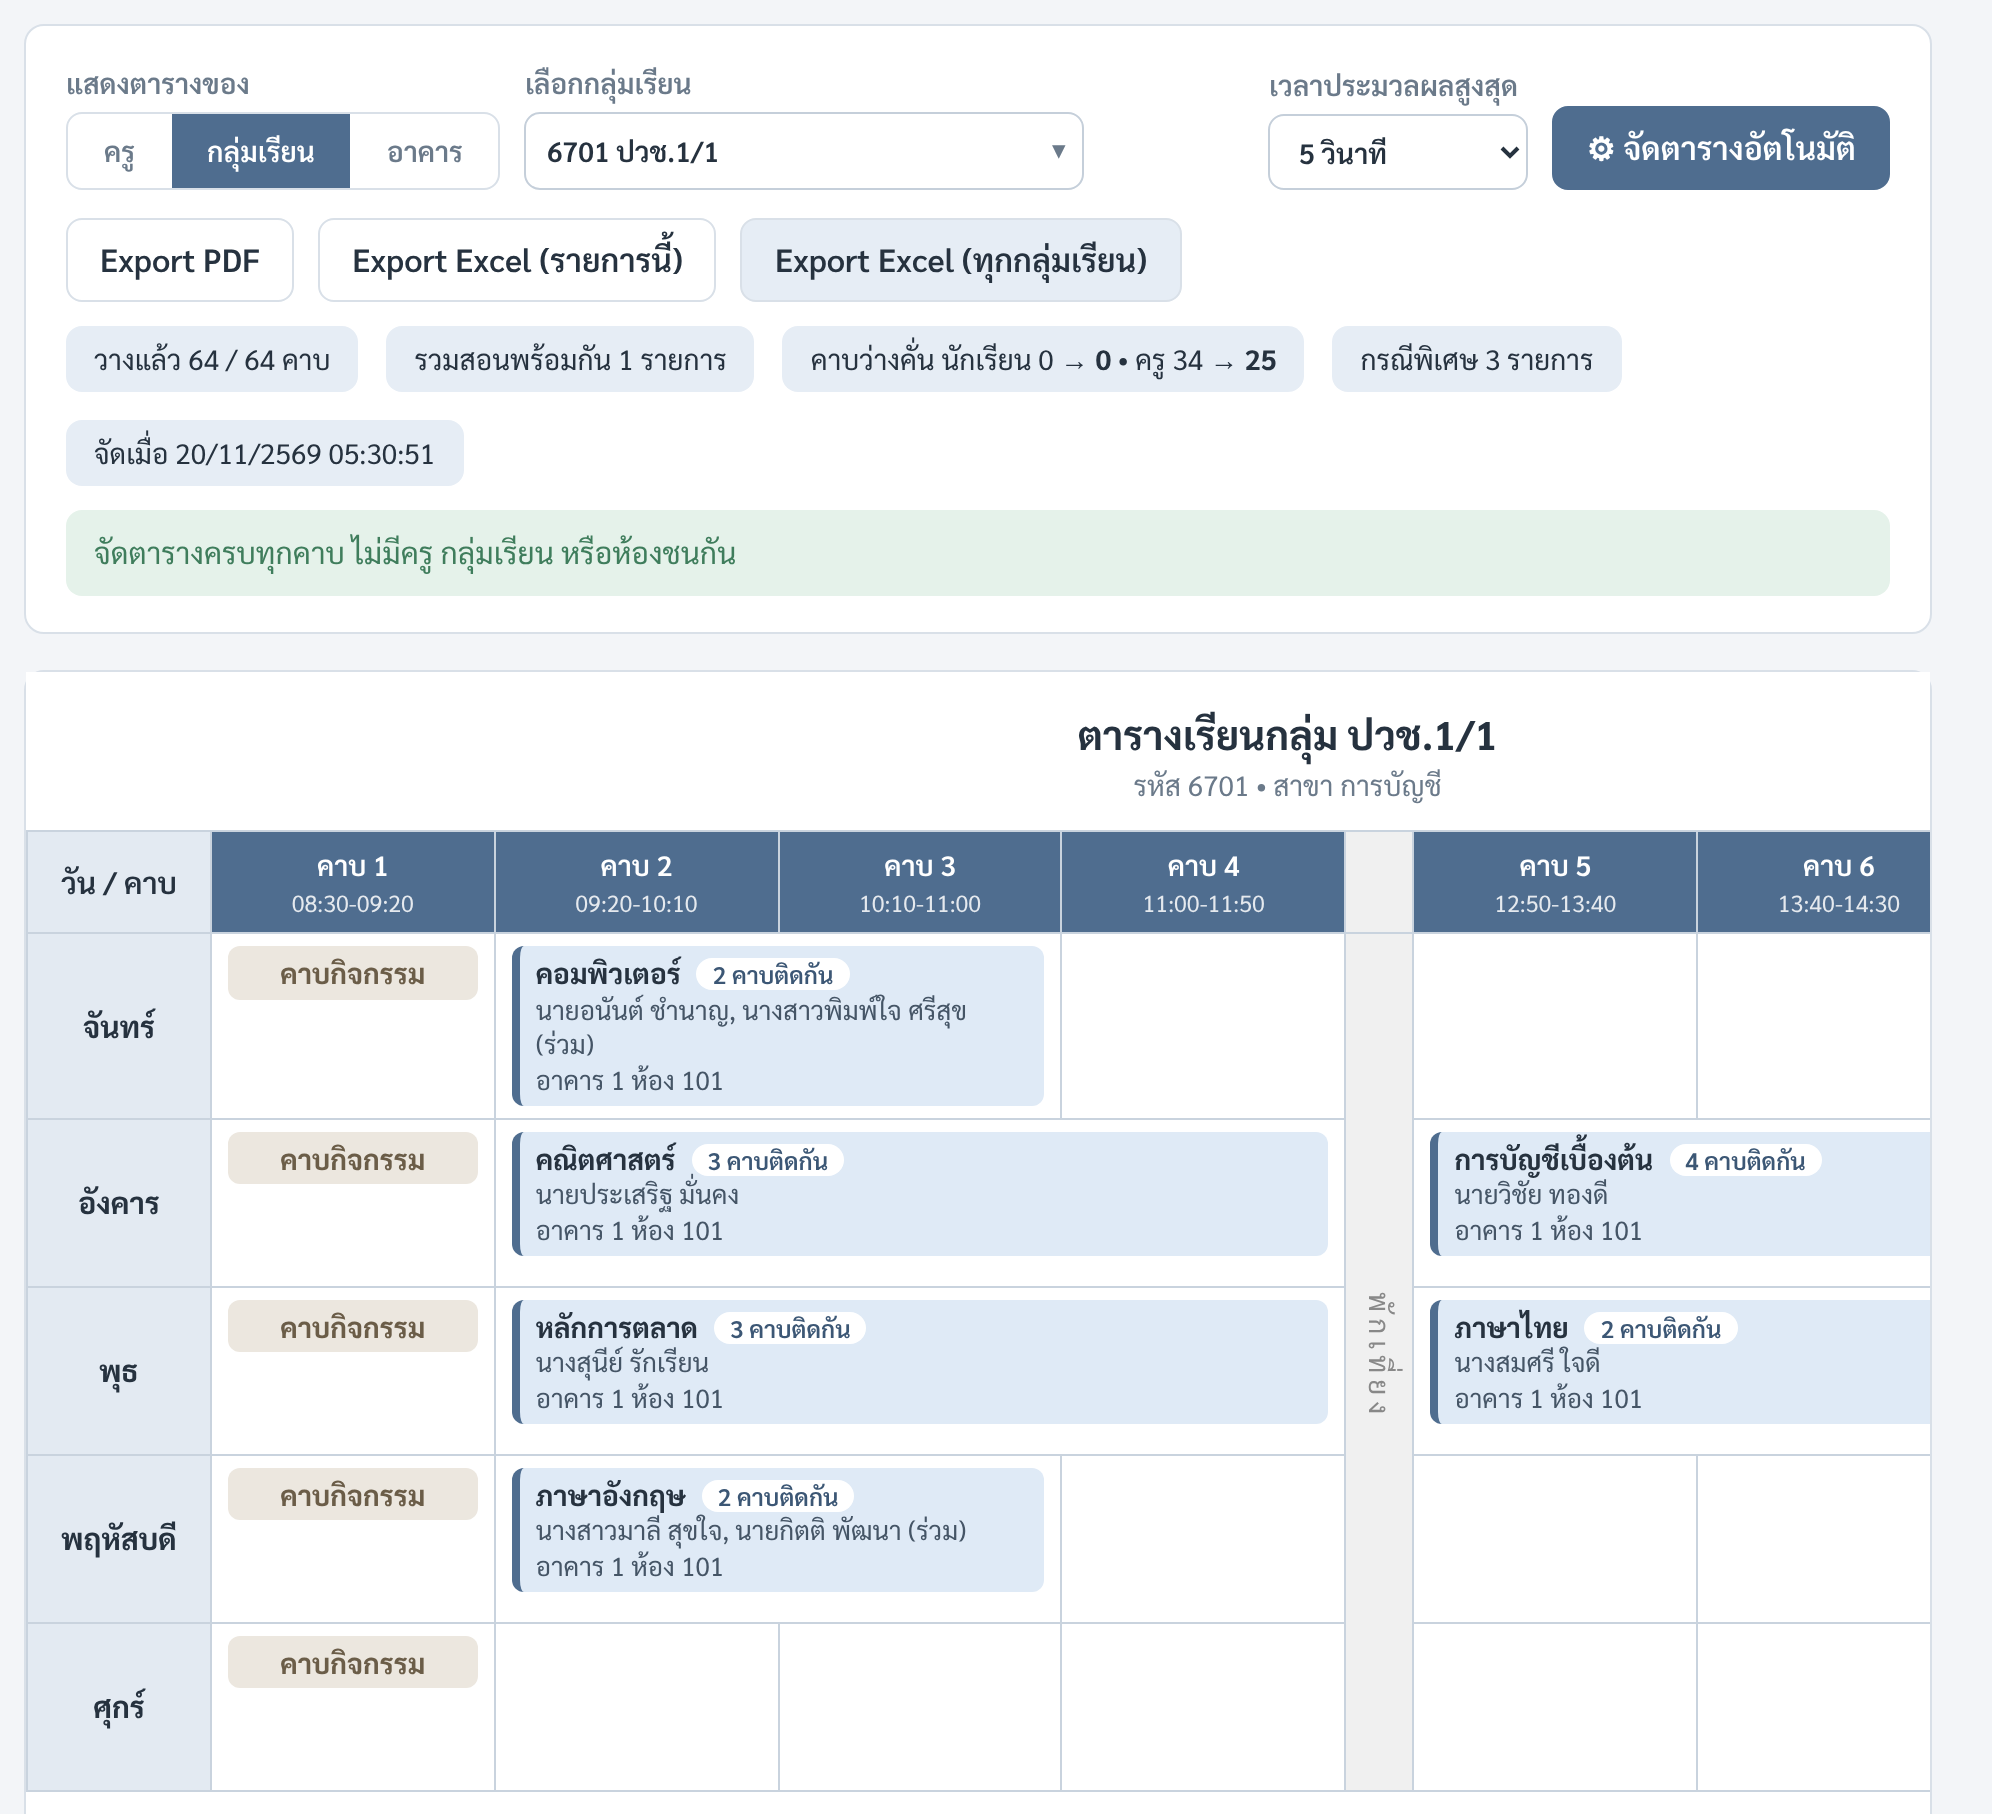 แสดงตารางของ
เลือกกลุ่มเรียน
เวลาประมวลผลสูงสุด
ครู กลุ่มเรียน อาคาร
6701 ปวช.1/1 ▼
5 วินาที
⚙ จัดตารางอัตโนมัติ
Export PDF
Export Excel (รายการนี้)
Export Excel (ทุกกลุ่มเรียน)
วางแล้ว 64 / 64 คาบ
รวมสอนพร้อมกัน 1 รายการ
คาบว่างคั่น นักเรียน 0 → 0 • ครู 34 → 25
กรณีพิเศษ 3 รายการ
จัดเมื่อ 20/11/2569 05:30:51
จัดตารางครบทุกคาบ ไม่มีครู กลุ่มเรียน หรือห้องชนกัน
ตารางเรียนกลุ่ม ปวช.1/1
รหัส 6701 • สาขา การบัญชี
วัน / คาบ
คาบ 1
08:30-09:20
คาบ 2
09:20-10:10
คาบ 3
10:10-11:00
คาบ 4
11:00-11:50
คาบ 5
12:50-13:40
คาบ 6
13:40-14:30
พักเที่ยง
จันทร์
คาบกิจกรรม
คอมพิวเตอร์ 2 คาบติดกัน
นายอนันต์ ชำนาญ, นางสาวพิมพ์ใจ ศรีสุข
(ร่วม)
อาคาร 1 ห้อง 101
อังคาร
คาบกิจกรรม
คณิตศาสตร์ 3 คาบติดกัน
นายประเสริฐ มั่นคง
อาคาร 1 ห้อง 101
การบัญชีเบื้องต้น 4 คาบติดกัน
นายวิชัย ทองดี
อาคาร 1 ห้อง 101
พุธ
คาบกิจกรรม
หลักการตลาด 3 คาบติดกัน
นางสุนีย์ รักเรียน
อาคาร 1 ห้อง 101
ภาษาไทย 2 คาบติดกัน
นางสมศรี ใจดี
อาคาร 1 ห้อง 101
พฤหัสบดี
คาบกิจกรรม
ภาษาอังกฤษ 2 คาบติดกัน
นางสาวมาลี สุขใจ, นายกิตติ พัฒนา (ร่วม)
อาคาร 1 ห้อง 101
ศุกร์
คาบกิจกรรม